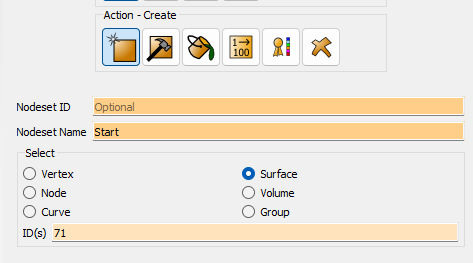 Action - Create
1→
100
Nodeset ID Optional
Nodeset Name Start
Select
Vertex Surface
Node Volume
Curve Group
ID(s) 71